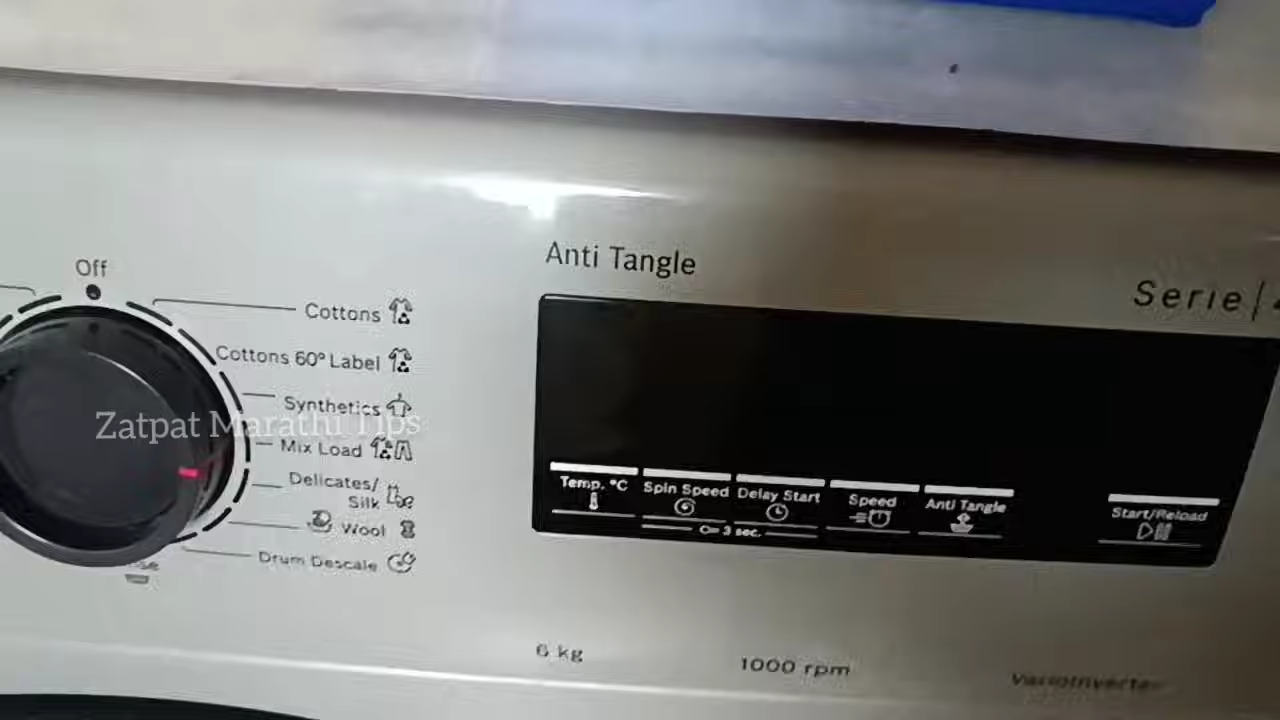 Off
Cottons
Cottons 60° Label
Synthetics
Mix Load
Delicates/
Silk
Wool
Drum Descale
Zatpat Marathi Tips
Anti Tangle
Serie
Temp. °C
Spin Speed
Delay Start
Speed
Anti Tangle
Start/Reload
3 sec.
6 kg
1000 rpm
VarioInverter